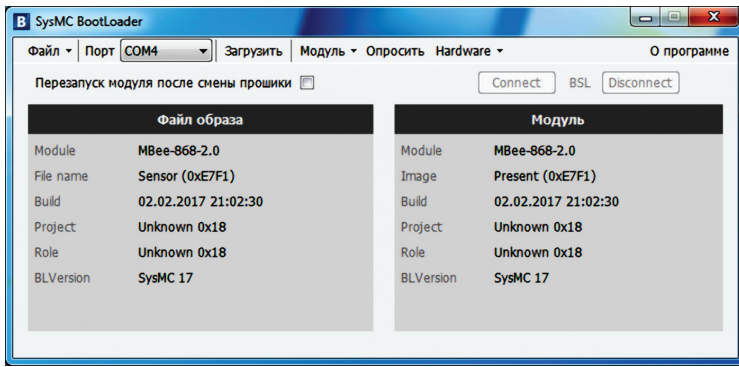 B SysMC BootLoader
Файл Порт COM4 Загрузить Модуль Опросить Hardware О программе
Перезапуск модуля после смены прошики Connect BSL Disconnect
Файл образа
Module MBee-868-2.0
File name Sensor (0xE7F1)
Build 02.02.2017 21:02:30
Project Unknown 0x18
Role Unknown 0x18
BLVersion SysMC 17
Модуль
Module MBee-868-2.0
Image Present (0xE7F1)
Build 02.02.2017 21:02:30
Project Unknown 0x18
Role Unknown 0x18
BLVersion SysMC 17